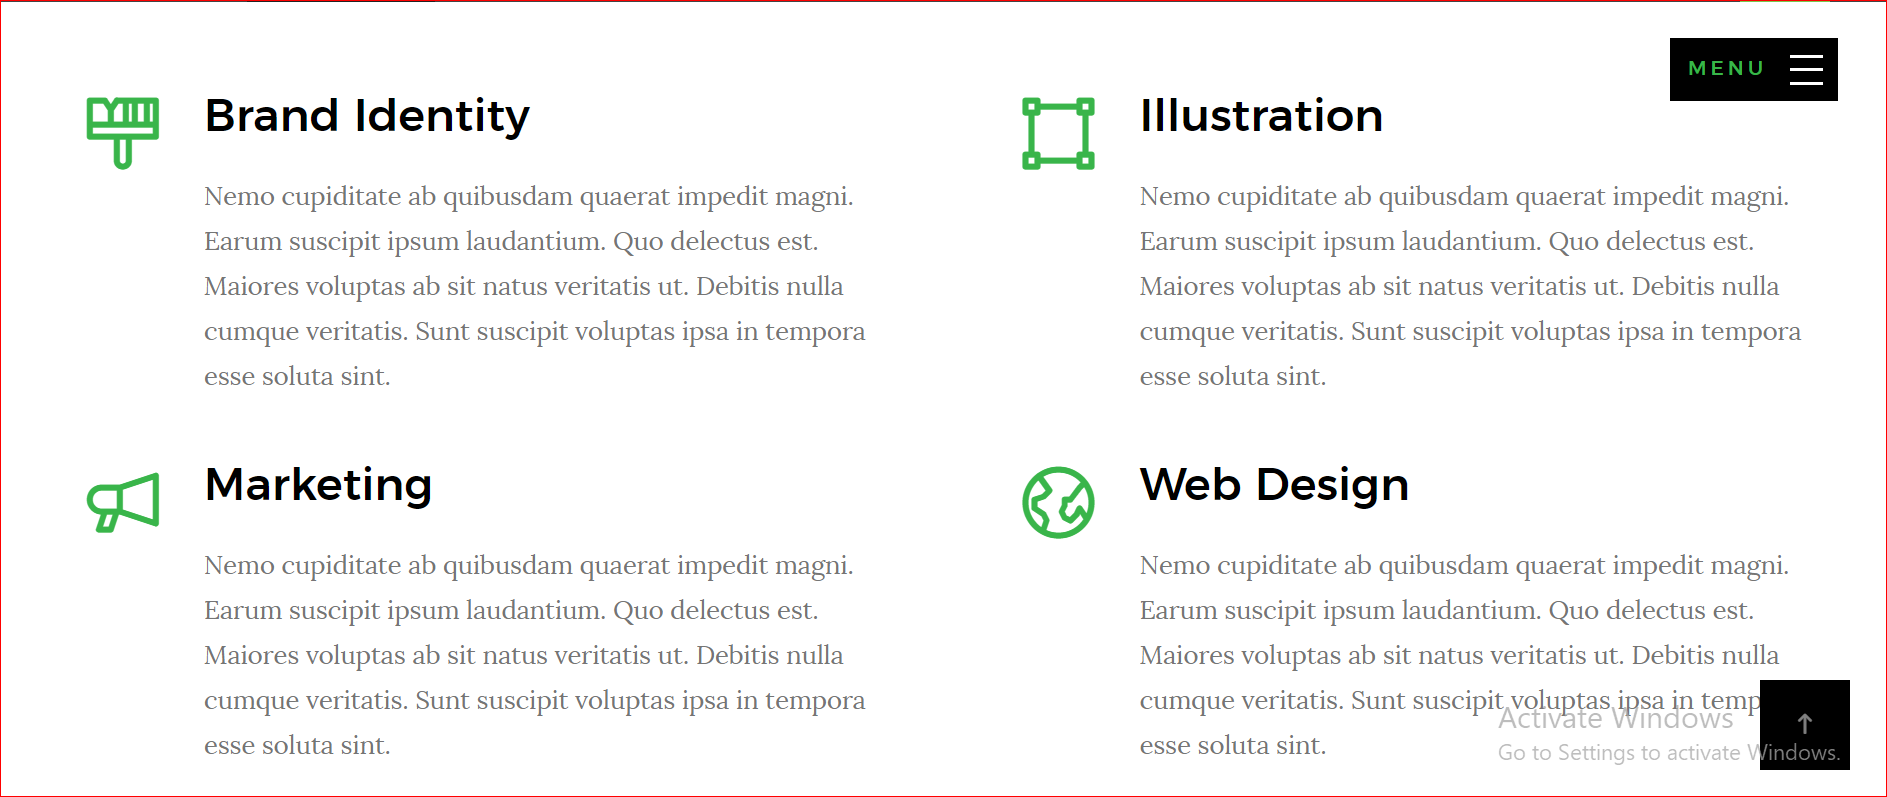 MENU
Brand Identity
Nemo cupiditate ab quibusdam quaerat impedit magni.
Earum suscipit ipsum laudantium. Quo delectus est.
Maiores voluptas ab sit natus veritatis ut. Debitis nulla
cumque veritatis. Sunt suscipit voluptas ipsa in tempora
esse soluta sint.
Illustration
Nemo cupiditate ab quibusdam quaerat impedit magni.
Earum suscipit ipsum laudantium. Quo delectus est.
Maiores voluptas ab sit natus veritatis ut. Debitis nulla
cumque veritatis. Sunt suscipit voluptas ipsa in tempora
esse soluta sint.
Marketing
Nemo cupiditate ab quibusdam quaerat impedit magni.
Earum suscipit ipsum laudantium. Quo delectus est.
Maiores voluptas ab sit natus veritatis ut. Debitis nulla
cumque veritatis. Sunt suscipit voluptas ipsa in tempora
esse soluta sint.
Web Design
Nemo cupiditate ab quibusdam quaerat impedit magni.
Earum suscipit ipsum laudantium. Quo delectus est.
Maiores voluptas ab sit natus veritatis ut. Debitis nulla
cumque veritatis. Sunt suscipit voluptas ipsa in temp
esse soluta sint.
Activate Windows
Go to Settings to activate Windows.